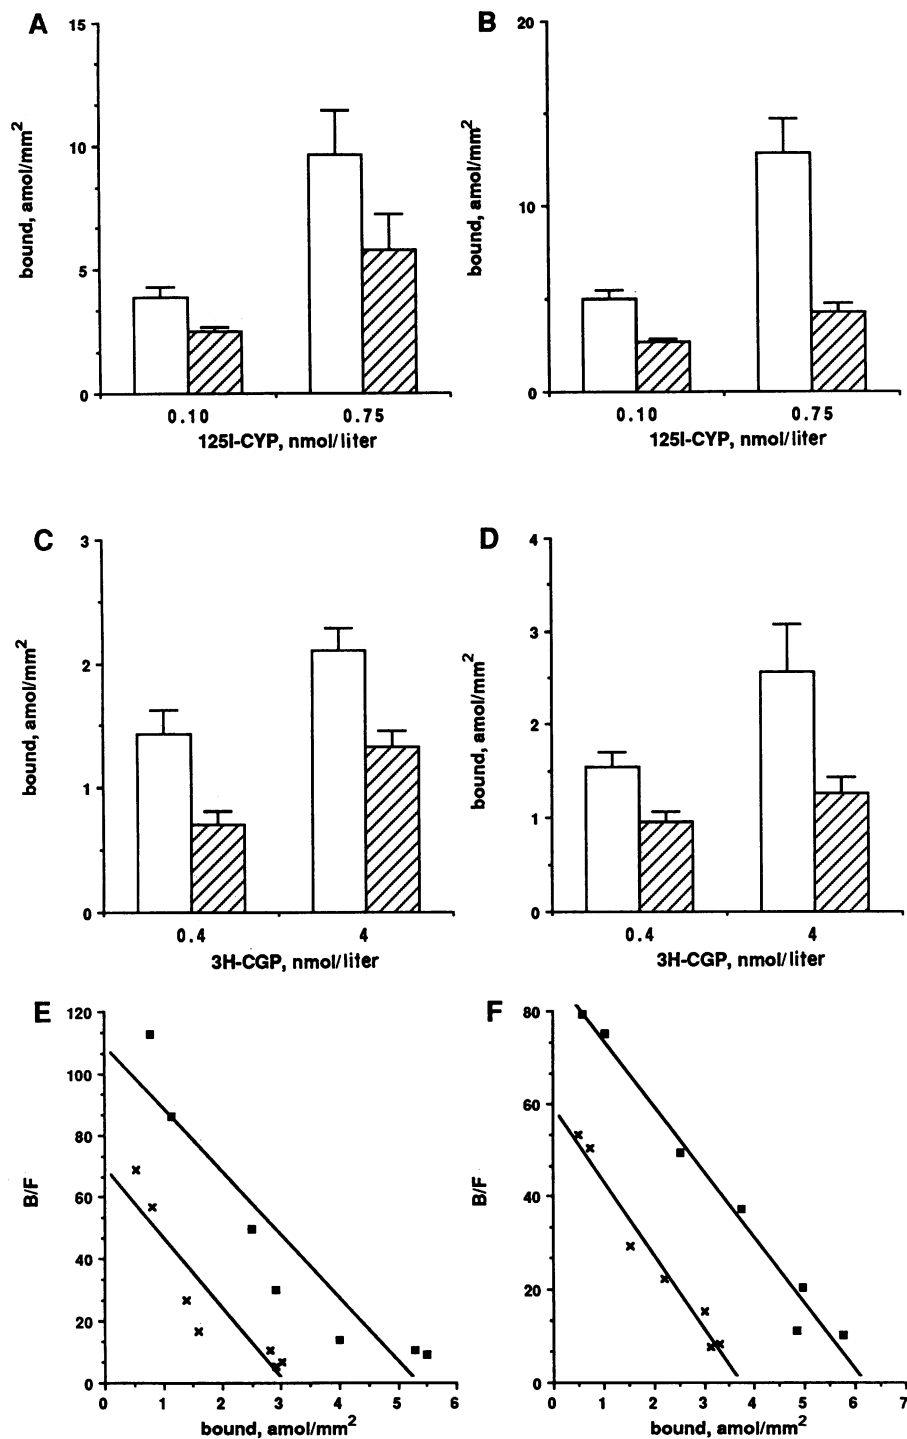 A
15
10
5
0
bound, amol/mm2
0.10 0.75
125I-CYP, nmol/liter
B
20
10
0
bound, amol/mm2
0.10 0.75
125I-CYP, nmol/liter
C
3
2
1
0
bound, amol/mm2
0.4 4
3H-CGP, nmol/liter
D
4
3
2
1
0
bound, amol/mm2
0.4 4
3H-CGP, nmol/liter
E
120
100
80
60
40
20
0
B/F
0 1 2 3 4 5 6
bound, amol/mm2
F
80
60
40
20
0
B/F
0 1 2 3 4 5 6 7
bound, amol/mm2